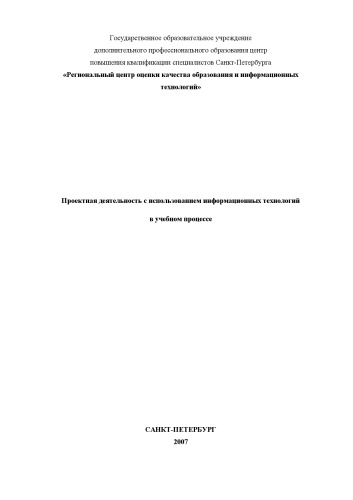 Государственное образовательное учреждение
дополнительного профессионального образования центр
повышения квалификации специалистов Санкт-Петербурга
«Региональный центр оценки качества образования и информационных
технологий»
Проектная деятельность с использованием информационных технологий
в учебном процессе
САНКТ-ПЕТЕРБУРГ
2007